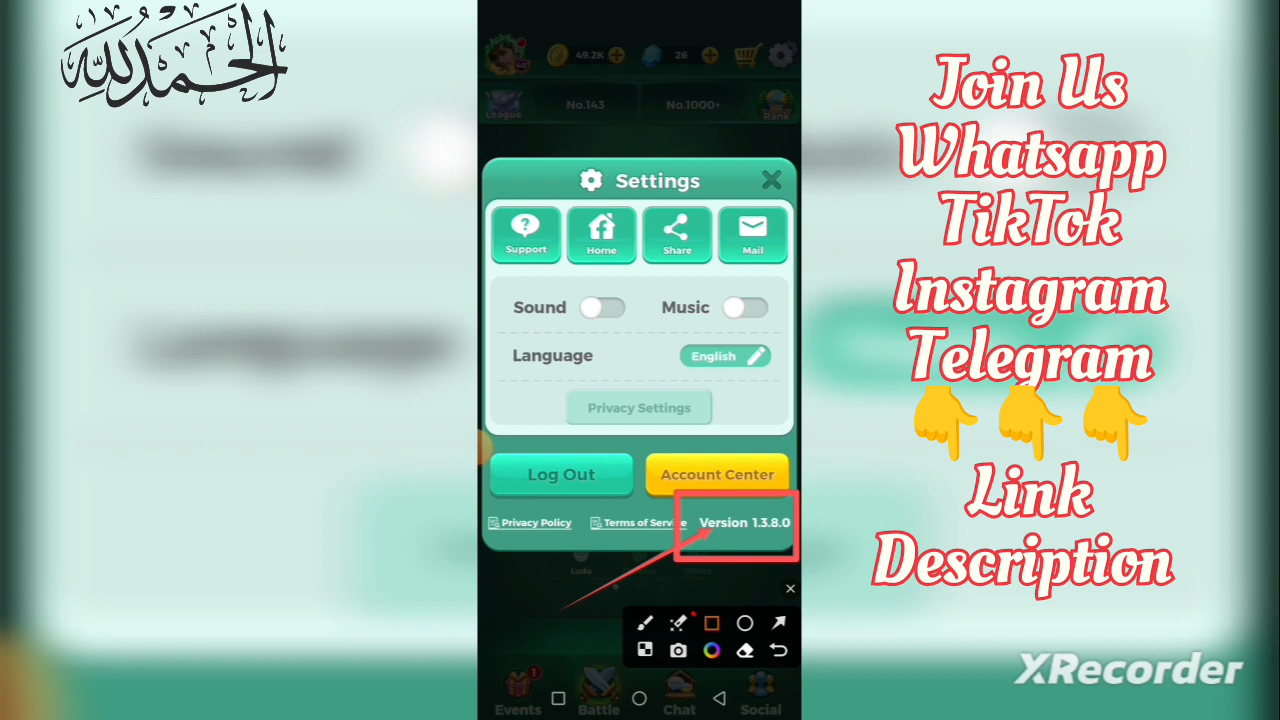 الحمد لله
49.2K
26
League
No.143
No.1000+
Rank
Settings
Support
Home
Share
Mail
Sound
Music
Language
English
Privacy Settings
Log Out
Account Center
Privacy Policy
Terms of Service
Version 1.3.8.0
Ludo
Events
1
Battle
Chat
Social
Join Us
Whatsapp
TikTok
Instagram
Telegram
👇👇👇
Link
Description
XRecorder